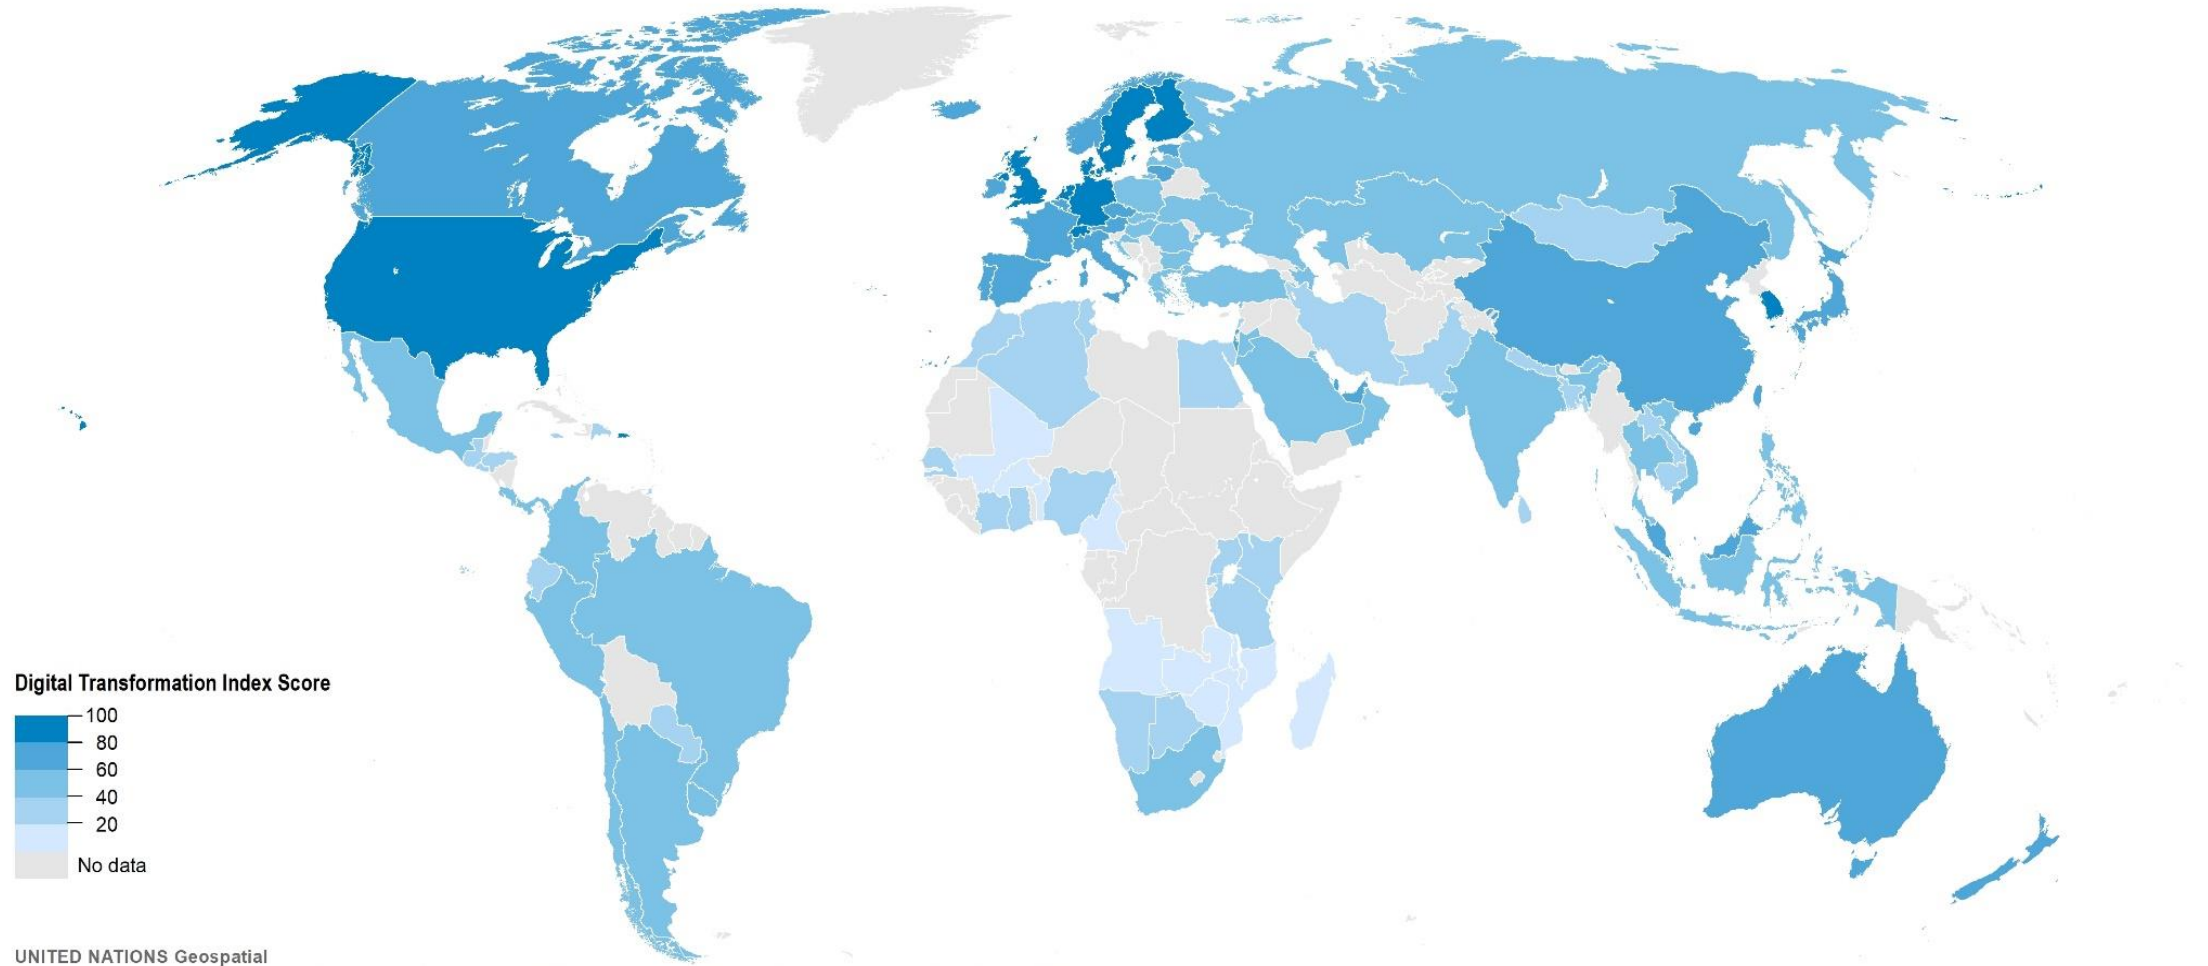 Digital Transformation Index Score
100
80
60
40
20
No data
UNITED NATIONS Geospatial